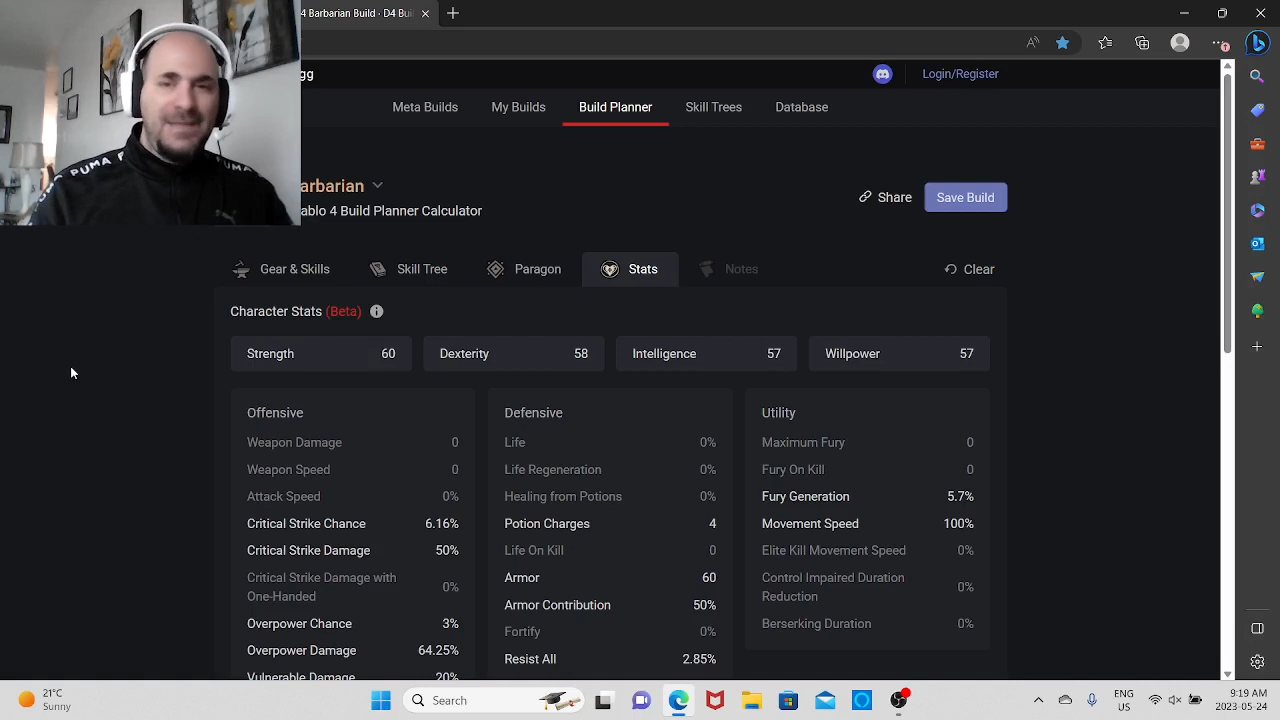 4 Barbarian Build · D4 Bui
gg
Login/Register
Meta Builds My Builds Build Planner Skill Trees Database
PUMA PUMA
arbarian
ablo 4 Build Planner Calculator
Share Save Build
Gear & Skills Skill Tree Paragon Stats Notes Clear
Character Stats (Beta)
Strength 60 Dexterity 58 Intelligence 57 Willpower 57
Offensive
Weapon Damage 0
Weapon Speed 0
Attack Speed 0%
Critical Strike Chance 6.16%
Critical Strike Damage 50%
Critical Strike Damage with
One-Handed 0%
Overpower Chance 3%
Overpower Damage 64.25%
Vulnerable Damage 20%
Defensive
Life 0%
Life Regeneration 0%
Healing from Potions 0%
Potion Charges 4
Life On Kill 0
Armor 60
Armor Contribution 50%
Fortify 0%
Resist All 2.85%
Utility
Maximum Fury 0
Fury On Kill 0
Fury Generation 5.7%
Movement Speed 100%
Elite Kill Movement Speed 0%
Control Impaired Duration
Reduction 0%
Berserking Duration 0%
21°C
Sunny
Search
ENG
US
9:19 AM
2023-05-24